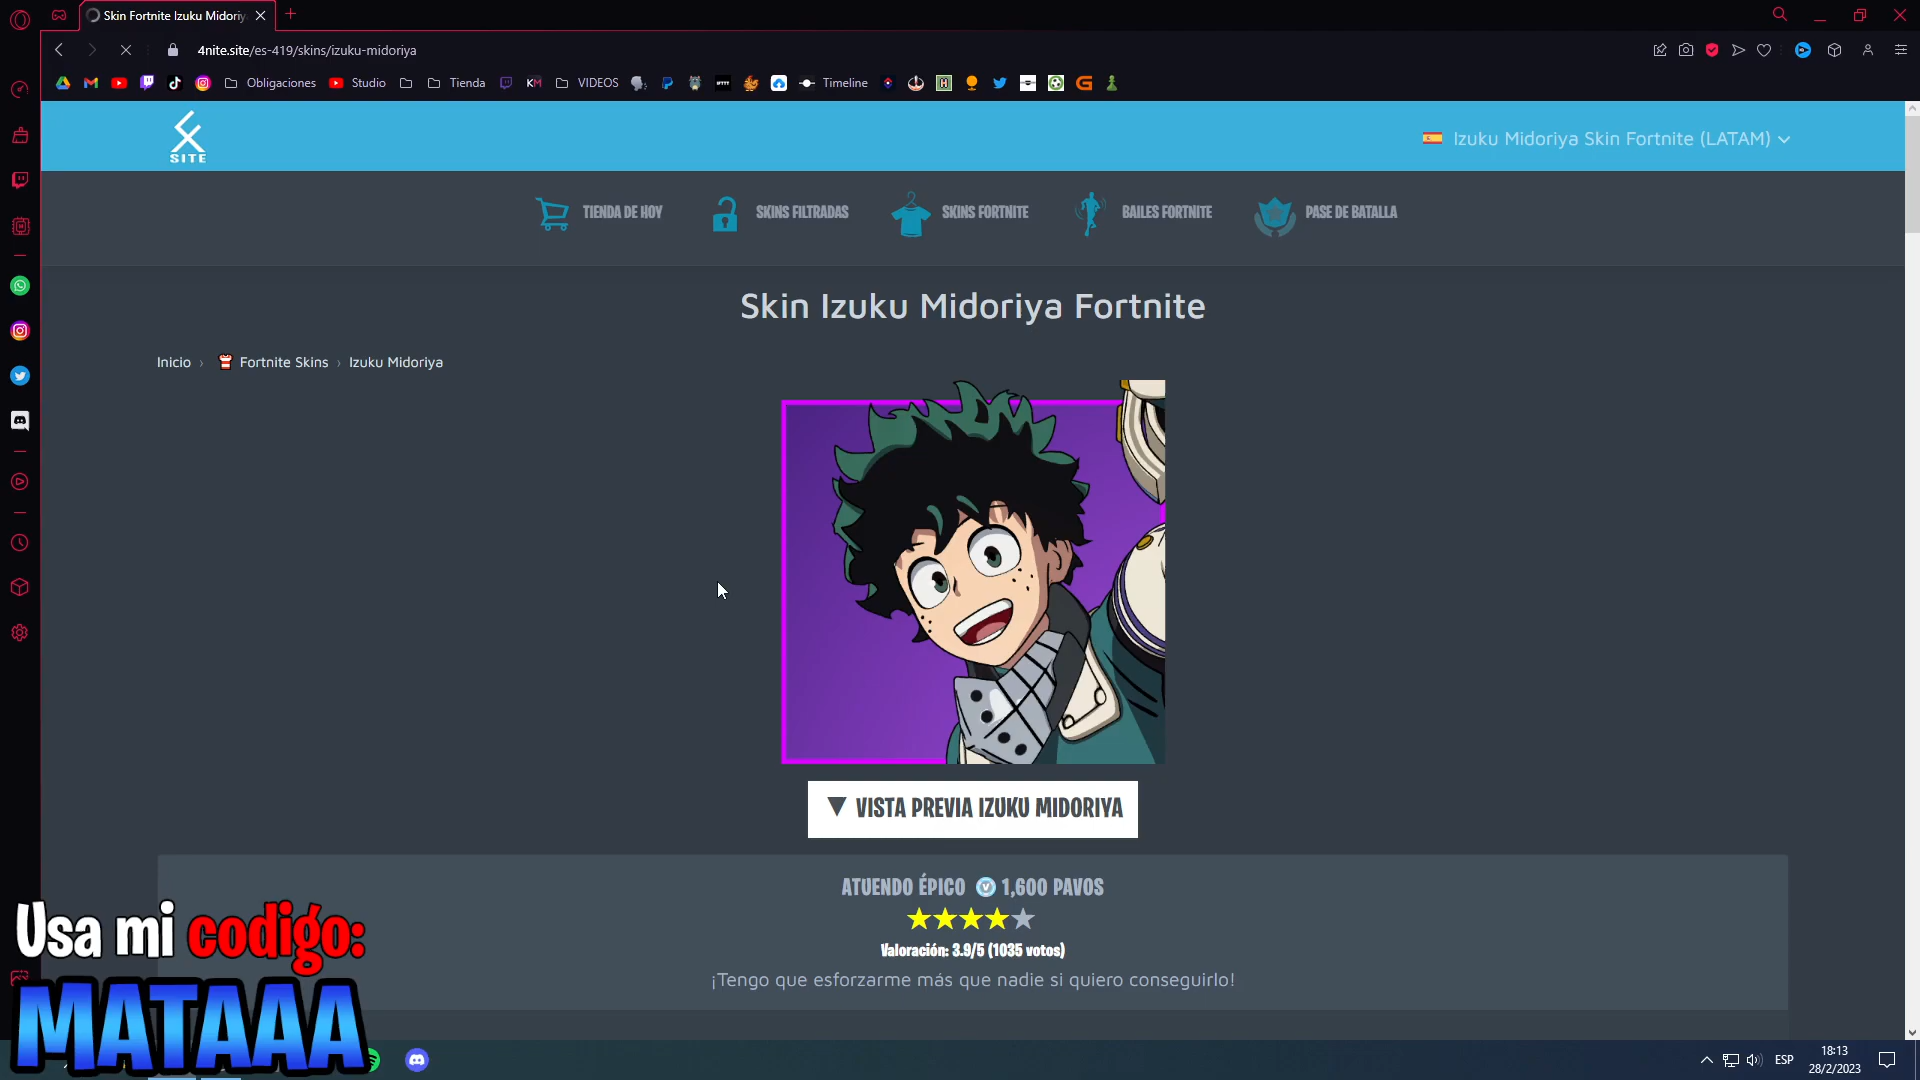 Skin Fortnite Izuku Midoriy
4nite.site/es-419/skins/izuku-midoriya
Obligaciones
Studio
Tienda
KM
VIDEOS
Timeline
SITE
Izuku Midoriya Skin Fortnite (LATAM)
TIENDA DE HOY
SKINS FILTRADAS
SKINS FORTNITE
BAILES FORTNITE
PASE DE BATALLA
Skin Izuku Midoriya Fortnite
Inicio › Fortnite Skins › Izuku Midoriya
▼ VISTA PREVIA IZUKU MIDORIYA
ATUENDO ÉPICO V 1,600 PAVOS
Valoración: 3.9/5 (1035 votos)
¡Tengo que esforzarme más que nadie si quiero conseguirlo!
Usa mi codigo:
MATAAA
ESP
18:13
28/2/2023